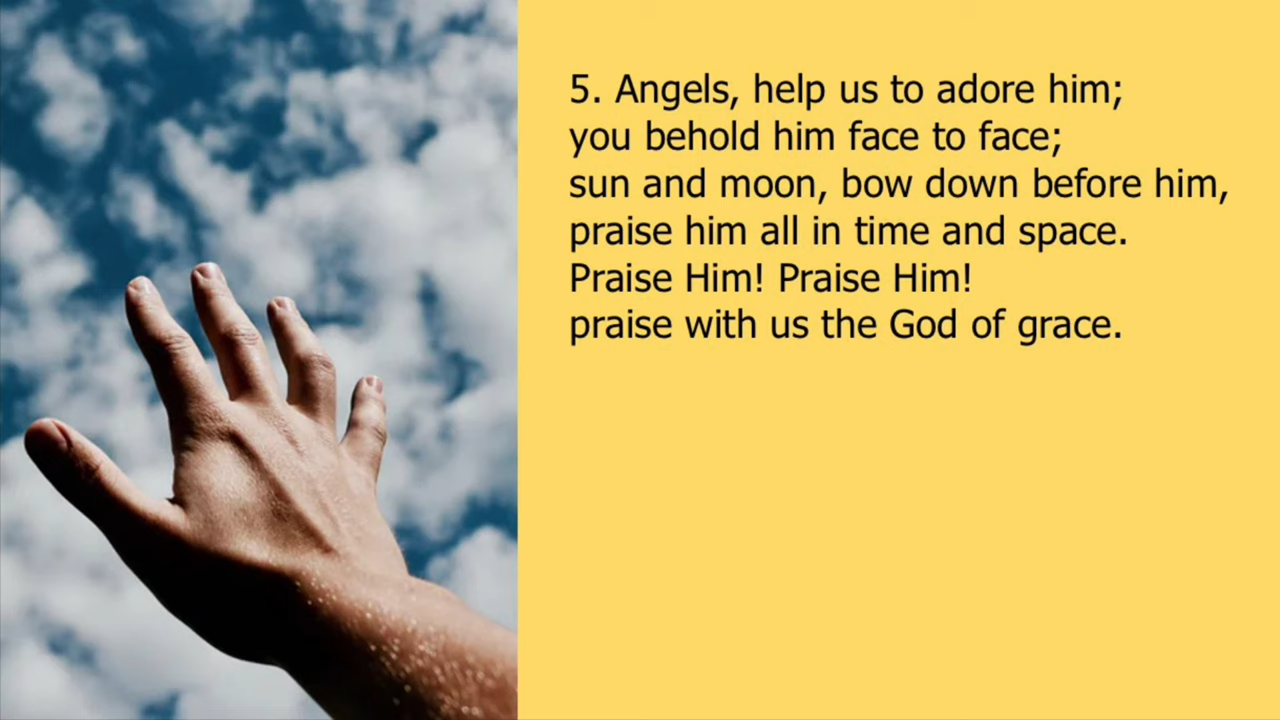 5. Angels, help us to adore him;
you behold him face to face;
sun and moon, bow down before him,
praise him all in time and space.
Praise Him! Praise Him!
praise with us the God of grace.